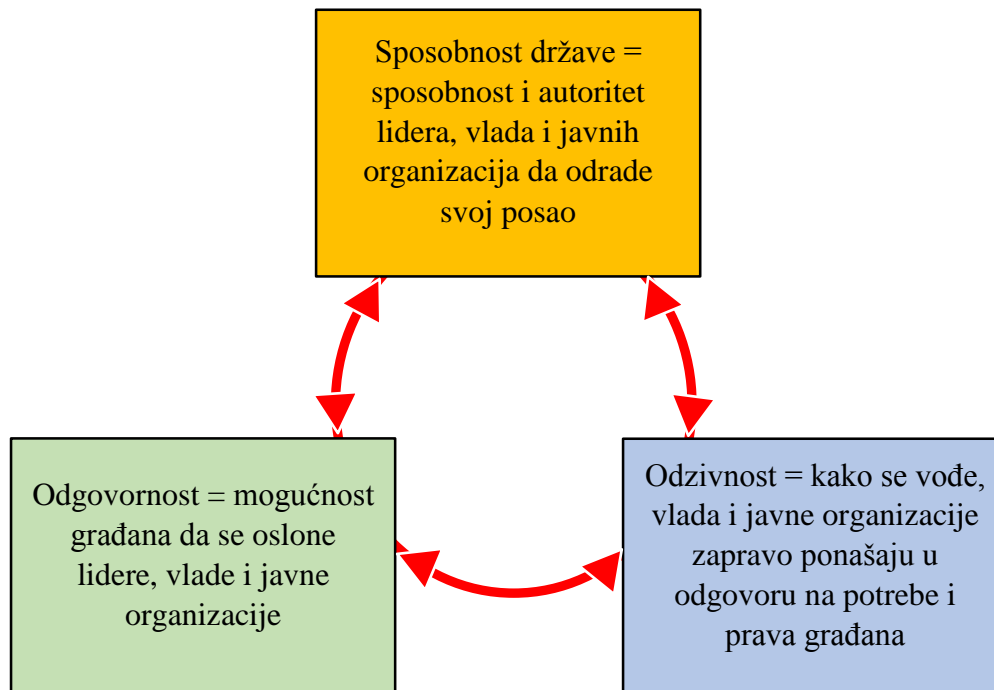 Sposobnost države =
sposobnost i autoritet
lidera, vlada i javnih
organizacija da odrade
svoj posao
Odgovornost = mogućnost
građana da se oslone
lidere, vlade i javne
organizacije
Odzivnost = kako se vođe,
vlada i javne organizacije
zapravo ponašaju u
odgovoru na potrebe i
prava građana